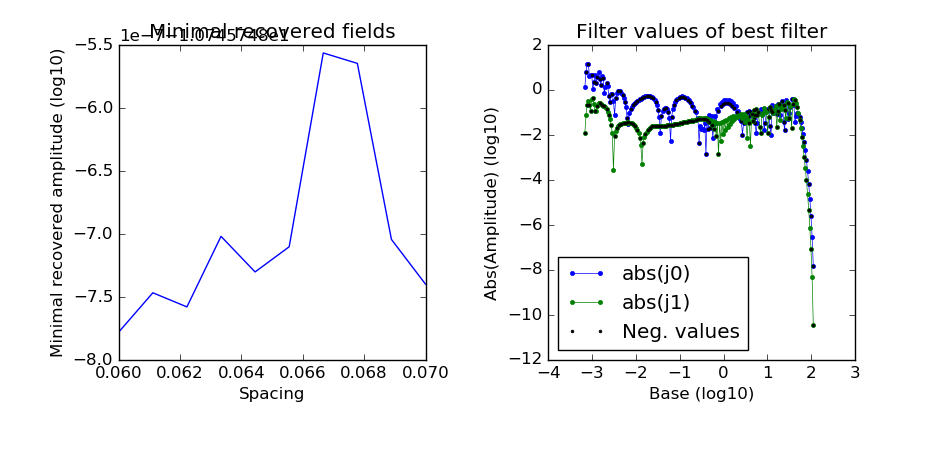 Minimal recovered fields
1e−7−1.0745748e1
−5.5
−6.0
−6.5
−7.0
−7.5
−8.0
Minimal recovered amplitude (log10)
0.060 0.062 0.064 0.066 0.068 0.070
Spacing
Filter values of best filter
2
0
−2
−4
−6
−8
−10
−12
Abs(Amplitude) (log10)
abs(j0)
abs(j1)
Neg. values
−4 −3 −2 −1 0 1 2 3
Base (log10)